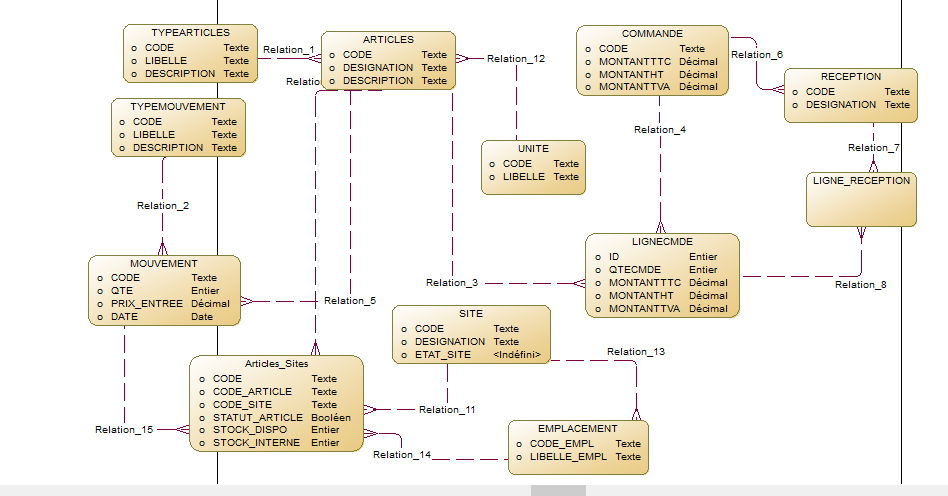 TYPEARTICLES
CODE Texte
LIBELLE Texte
DESCRIPTION Texte
Relation_1
ARTICLES
CODE Texte
DESIGNATION Texte
DESCRIPTION Texte
Relatio
Relation_12
COMMANDE
CODE Texte
MONTANTTTC Décimal
MONTANTHT Décimal
MONTANTTVA Décimal
Relation_6
RECEPTION
CODE Texte
DESIGNATION Texte
TYPEMOUVEMENT
CODE Texte
LIBELLE Texte
DESCRIPTION Texte
Relation_4
UNITE
CODE Texte
LIBELLE Texte
Relation_7
LIGNE_RECEPTION
Relation_2
MOUVEMENT
CODE Texte
QTE Entier
PRIX_ENTREE Décimal
DATE Date
Relation_5
Relation_3
LIGNECMDE
ID Entier
QTECMDE Entier
MONTANTTTC Décimal
MONTANTHT Décimal
MONTANTTVA Décimal
Relation_8
SITE
CODE Texte
DESIGNATION Texte
ETAT_SITE <Indéfini>
Relation_13
Articles_Sites
CODE Texte
CODE_ARTICLE Texte
CODE_SITE Texte
STATUT_ARTICLE Booléen
STOCK_DISPO Entier
STOCK_INTERNE Entier
Relation_11
Relation_15
Relation_14
EMPLACEMENT
CODE_EMPL Texte
LIBELLE_EMPL Texte